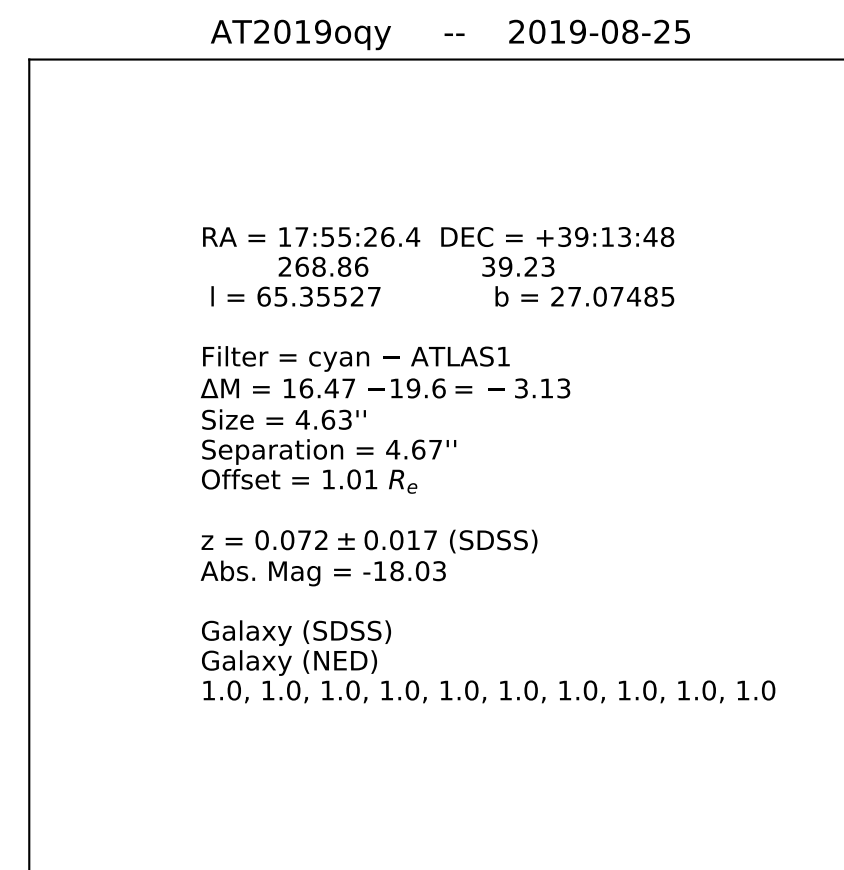 AT2019oqy -- 2019-08-25
RA = 17:55:26.4 DEC = +39:13:48
268.86 39.23
l = 65.35527 b = 27.07485
Filter = cyan − ATLAS1
ΔM = 16.47 −19.6 = − 3.13
Size = 4.63''
Separation = 4.67''
Offset = 1.01 Re
z = 0.072 ± 0.017 (SDSS)
Abs. Mag = -18.03
Galaxy (SDSS)
Galaxy (NED)
1.0, 1.0, 1.0, 1.0, 1.0, 1.0, 1.0, 1.0, 1.0, 1.0